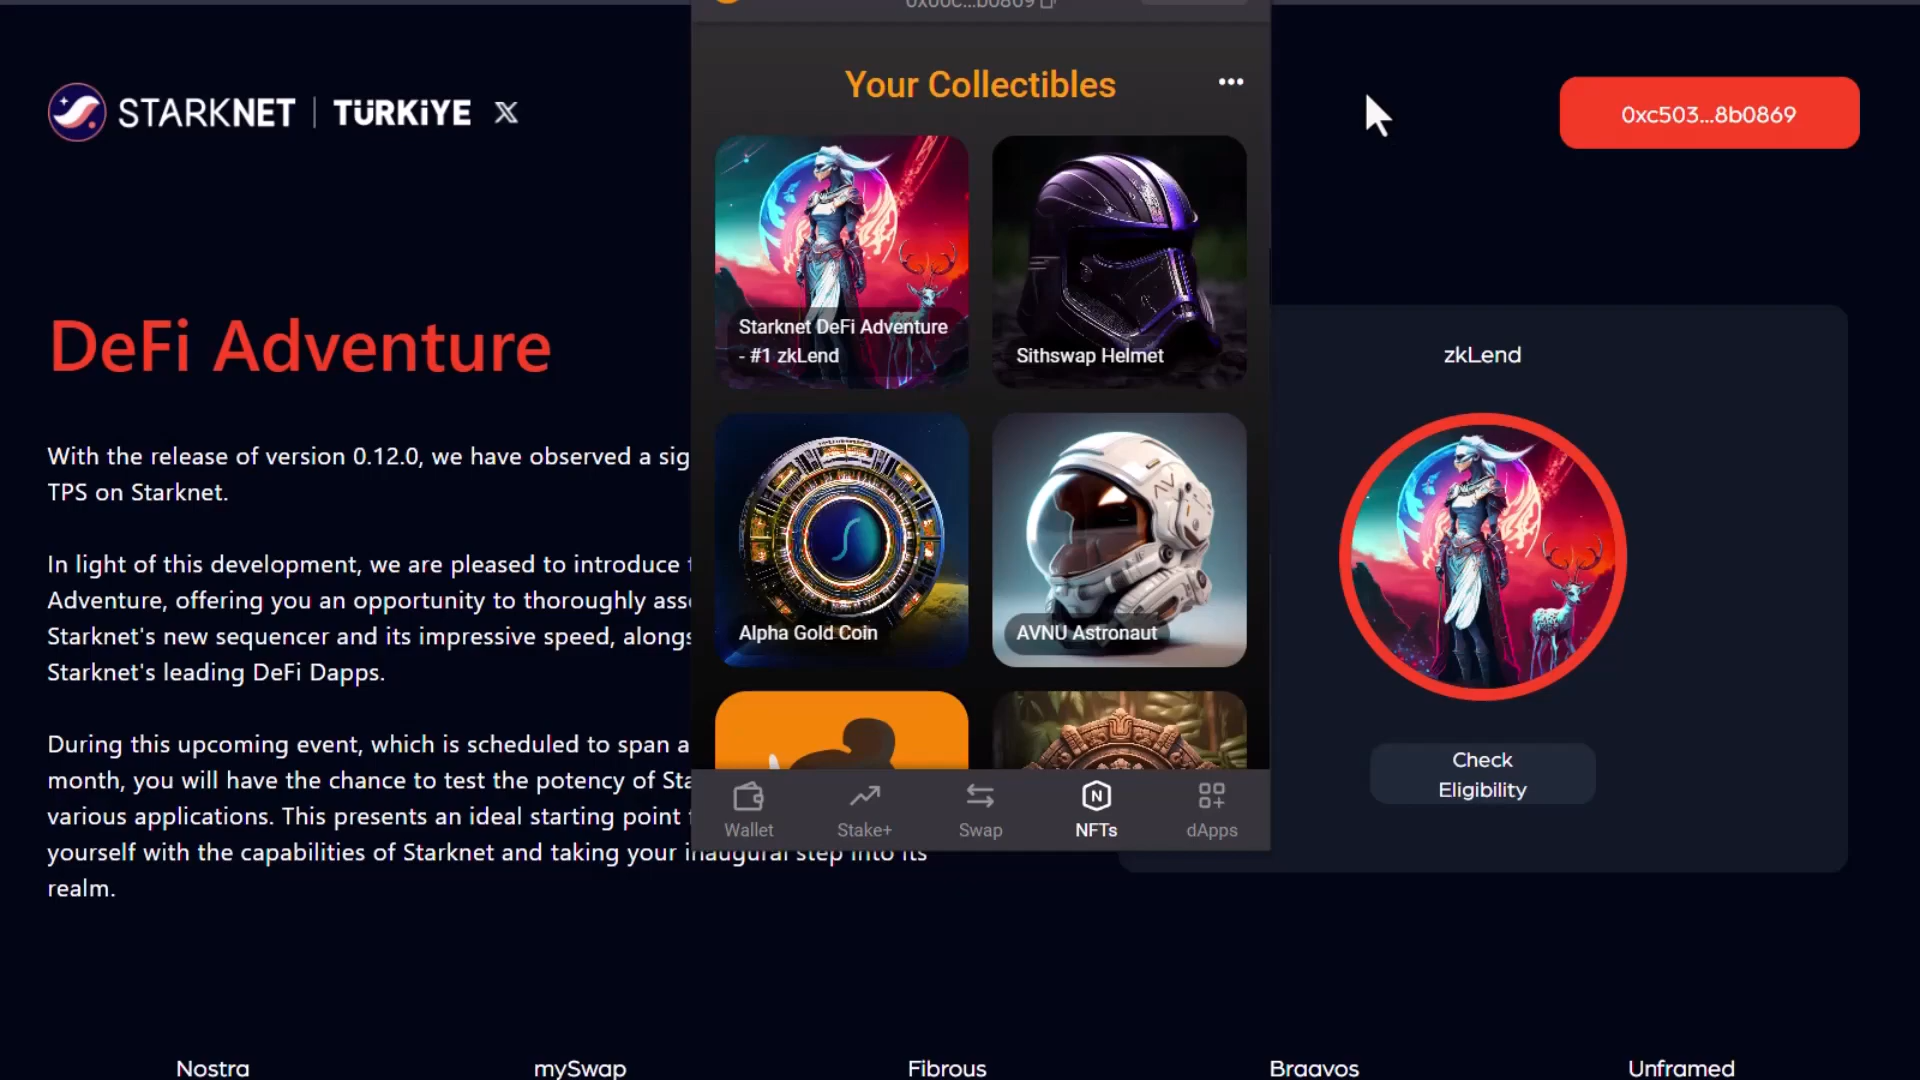 STARKNET | TÜRKİYE X
0xc503...8b0869
DeFi Adventure
With the release of version 0.12.0, we have observed a
TPS on Starknet.
In light of this development, we are pleased to introduce
Adventure, offering you an opportunity to thoroughly
Starknet's new sequencer and its impressive speed,
Starknet's leading DeFi Dapps.
During this upcoming event, which is scheduled to span a
month, you will have the chance to test the potency of
various applications. This presents an ideal starting point
yourself with the capabilities of Starknet and taking your inaugural step into its
realm.
Your Collectibles
Starknet DeFi Adventure
- #1 zkLend
Sithswap Helmet
Alpha Gold Coin
AVNU Astronaut
Wallet
Stake+
Swap
NFTs
dApps
zkLend
Check
Eligibility
Nostra
mySwap
Fibrous
Braavos
Unframed